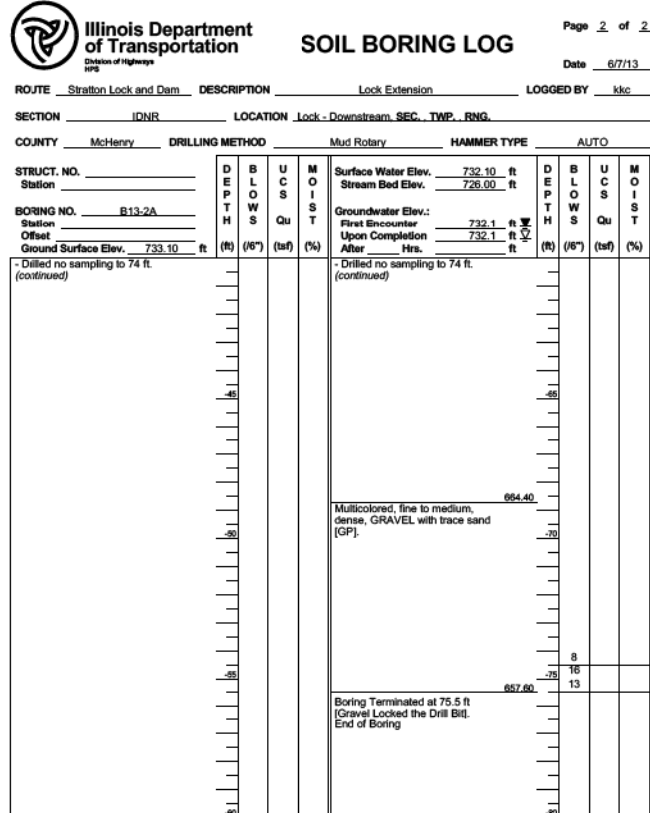 Illinois Department
of Transportation
Division of Highways
HPS
SOIL BORING LOG
Page 2 of 2
Date 6/7/13
ROUTE Stratton Lock and Dam DESCRIPTION Lock Extension LOGGED BY kkc
SECTION IDNR LOCATION Lock - Downstream, SEC. , TWP. , RNG.
COUNTY McHenry DRILLING METHOD Mud Rotary HAMMER TYPE AUTO
STRUCT. NO.
Station
BORING NO. B13-2A
Station
Offset
Ground Surface Elev. 733.10 ft
DEPTH (ft)
BLOWS (/6")
UCS Qu (tsf)
MOIST (%)
Surface Water Elev. 732.10 ft
Stream Bed Elev. 726.00 ft
Groundwater Elev.:
First Encounter 732.1 ft
Upon Completion 732.1 ft
After Hrs. ft
DEPTH (ft)
BLOWS (/6")
UCS Qu (tsf)
MOIST (%)
- Drilled no sampling to 74 ft.
(continued)
-45
-50
-55
-60
- Drilled no sampling to 74 ft.
(continued)
-65
664.40
Multicolored, fine to medium,
dense, GRAVEL with trace sand
[GP].
-70
8
-75 16
657.60 13
Boring Terminated at 75.5 ft
[Gravel Locked the Drill Bit].
End of Boring
-80